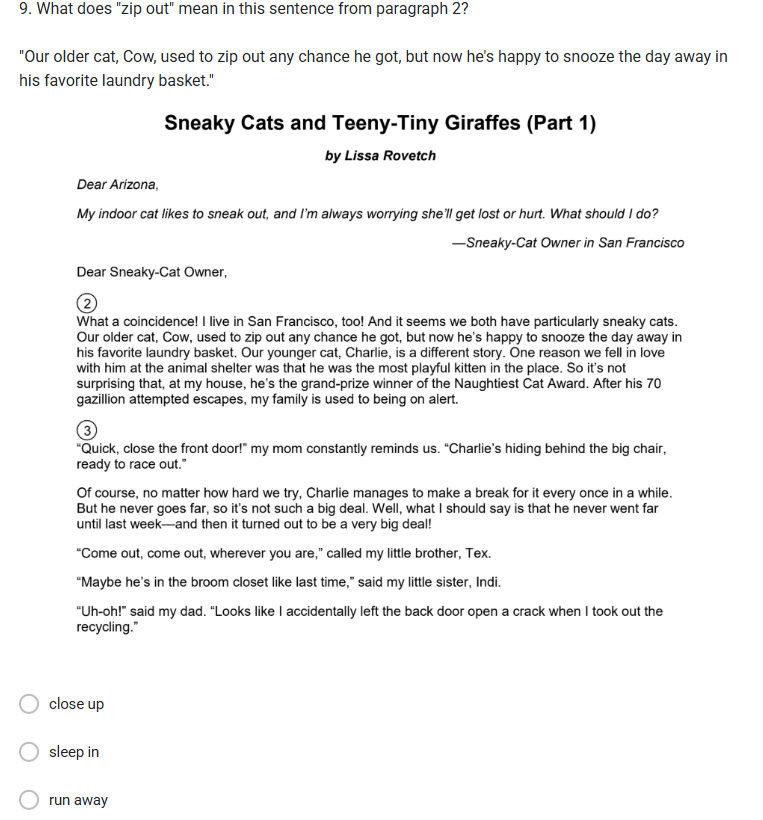 9. What does "zip out" mean in this sentence from paragraph 2?
"Our older cat, Cow, used to zip out any chance he got, but now he's happy to snooze the day away in
his favorite laundry basket."
Sneaky Cats and Teeny-Tiny Giraffes (Part 1)
by Lissa Rovetch
Dear Arizona,
My indoor cat likes to sneak out, and I'm always worrying she'll get lost or hurt. What should I do?
—Sneaky-Cat Owner in San Francisco
Dear Sneaky-Cat Owner,
2
What a coincidence! I live in San Francisco, too! And it seems we both have particularly sneaky cats.
Our older cat, Cow, used to zip out any chance he got, but now he's happy to snooze the day away in
his favorite laundry basket. Our younger cat, Charlie, is a different story. One reason we fell in love
with him at the animal shelter was that he was the most playful kitten in the place. So it's not
surprising that, at my house, he's the grand-prize winner of the Naughtiest Cat Award. After his 70
gazillion attempted escapes, my family is used to being on alert.
3
"Quick, close the front door!" my mom constantly reminds us. "Charlie's hiding behind the big chair,
ready to race out."
Of course, no matter how hard we try, Charlie manages to make a break for it every once in a while.
But he never goes far, so it's not such a big deal. Well, what I should say is that he never went far
until last week—and then it turned out to be a very big deal!
"Come out, come out, wherever you are," called my little brother, Tex.
"Maybe he's in the broom closet like last time," said my little sister, Indi.
"Uh-oh!" said my dad. "Looks like I accidentally left the back door open a crack when I took out the
recycling."
close up
sleep in
run away